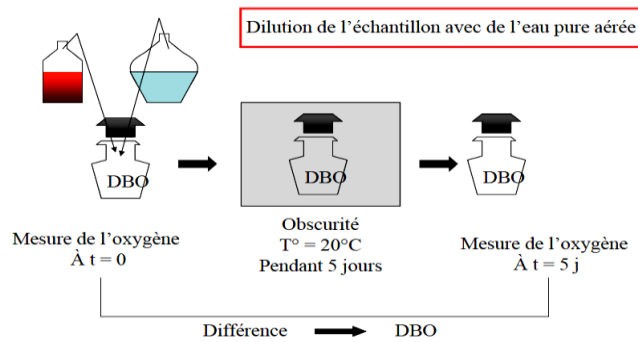 Dilution de l'échantillon avec de l'eau pure aérée
DBO
DBO
DBO
Mesure de l'oxygène
À t = 0
Obscurité
T° = 20°C
Pendant 5 jours
Mesure de l'oxygène
À t = 5 j
Différence DBO